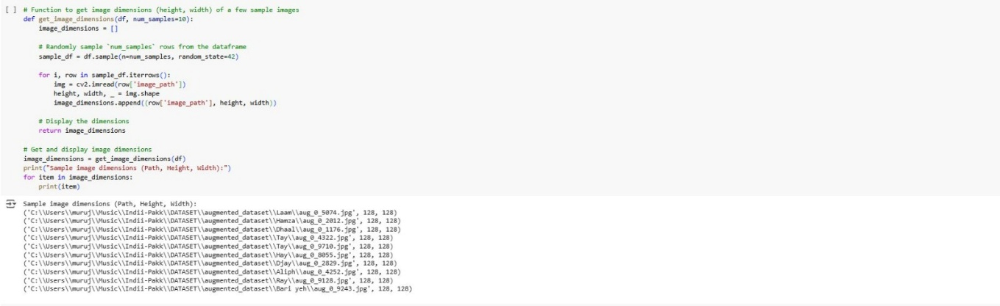 [ ] # Function to get image dimensions (height, width) of a few sample images
def get_image_dimensions(df, num_samples=10):
    image_dimensions = []

    # Randomly sample `num_samples` rows from the dataframe
    sample_df = df.sample(n=num_samples, random_state=42)

    for i, row in sample_df.iterrows():
        img = cv2.imread(row['image_path'])
        height, width, _ = img.shape
        image_dimensions.append((row['image_path'], height, width))

    # Display the dimensions
    return image_dimensions

# Get and display image dimensions
image_dimensions = get_image_dimensions(df)
print("Sample image dimensions (Path, Height, Width):")
for item in image_dimensions:
    print(item)

Sample image dimensions (Path, Height, Width):
('C:\\Users\\muruj\\Music\\Indii-Pakk\\DATASET\\augmented_dataset\\Laam\\aug_0_5074.jpg', 128, 128)
('C:\\Users\\muruj\\Music\\Indii-Pakk\\DATASET\\augmented_dataset\\Hamza\\aug_0_2012.jpg', 128, 128)
('C:\\Users\\muruj\\Music\\Indii-Pakk\\DATASET\\augmented_dataset\\Dhaal\\aug_0_1176.jpg', 128, 128)
('C:\\Users\\muruj\\Music\\Indii-Pakk\\DATASET\\augmented_dataset\\Tay\\aug_0_4322.jpg', 128, 128)
('C:\\Users\\muruj\\Music\\Indii-Pakk\\DATASET\\augmented_dataset\\Tay\\aug_0_9710.jpg', 128, 128)
('C:\\Users\\muruj\\Music\\Indii-Pakk\\DATASET\\augmented_dataset\\Hay\\aug_0_8055.jpg', 128, 128)
('C:\\Users\\muruj\\Music\\Indii-Pakk\\DATASET\\augmented_dataset\\Djay\\aug_0_2829.jpg', 128, 128)
('C:\\Users\\muruj\\Music\\Indii-Pakk\\DATASET\\augmented_dataset\\Aliph\\aug_0_4252.jpg', 128, 128)
('C:\\Users\\muruj\\Music\\Indii-Pakk\\DATASET\\augmented_dataset\\Ray\\aug_0_9128.jpg', 128, 128)
('C:\\Users\\muruj\\Music\\Indii-Pakk\\DATASET\\augmented_dataset\\Bari yeh\\aug_0_9243.jpg', 128, 128)